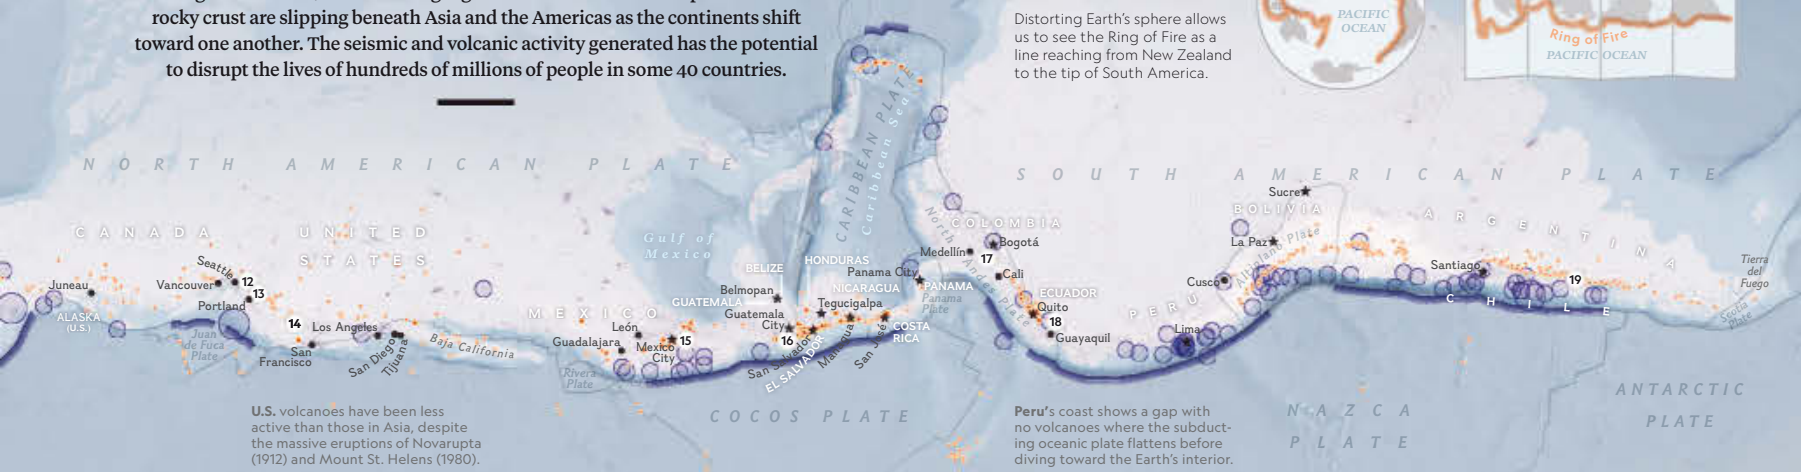 rocky crust are slipping beneath Asia and the Americas as the continents shift
toward one another. The seismic and volcanic activity generated has the potential
to disrupt the lives of hundreds of millions of people in some 40 countries.
Distorting Earth's sphere allows
us to see the Ring of Fire as a
line reaching from New Zealand
to the tip of South America.
PACIFIC
OCEAN
Ring of Fire
PACIFIC OCEAN
NORTH AMERICAN PLATE
CARIBBEAN PLATE
Caribbean Sea
SOUTH AMERICAN PLATE
CANADA
UNITED
STATES
Gulf of
Mexico
Juneau
ALASKA
(U.S.)
Vancouver
Seattle
12
13
Portland
Juan
de Fuca
Plate
14
San
Francisco
Los Angeles
San Diego
Tijuana
Baja California
MEXICO
Guadalajara
León
Mexico
City
15
Rivera
Plate
BELIZE
Belmopan
GUATEMALA
Guatemala
City
16
San Salvador
EL SALVADOR
HONDURAS
Tegucigalpa
NICARAGUA
Managua
San José
COSTA
RICA
Panama City
PANAMA
Panama
Plate
COCOS PLATE
North Andes Plate
COLOMBIA
Medellín
Bogotá
17
Cali
ECUADOR
Quito
18
Guayaquil
PERU
Lima
Cusco
BOLIVIA
Sucre
La Paz
Altiplano Plate
ARGENTINA
Santiago
CHILE
19
Tierra
del
Fuego
Scotia
Plate
NAZCA
PLATE
ANTARCTIC
PLATE
U.S. volcanoes have been less
active than those in Asia, despite
the massive eruptions of Novarupta
(1912) and Mount St. Helens (1980).
Peru's coast shows a gap with
no volcanoes where the subduct-
ing oceanic plate flattens before
diving toward the Earth's interior.